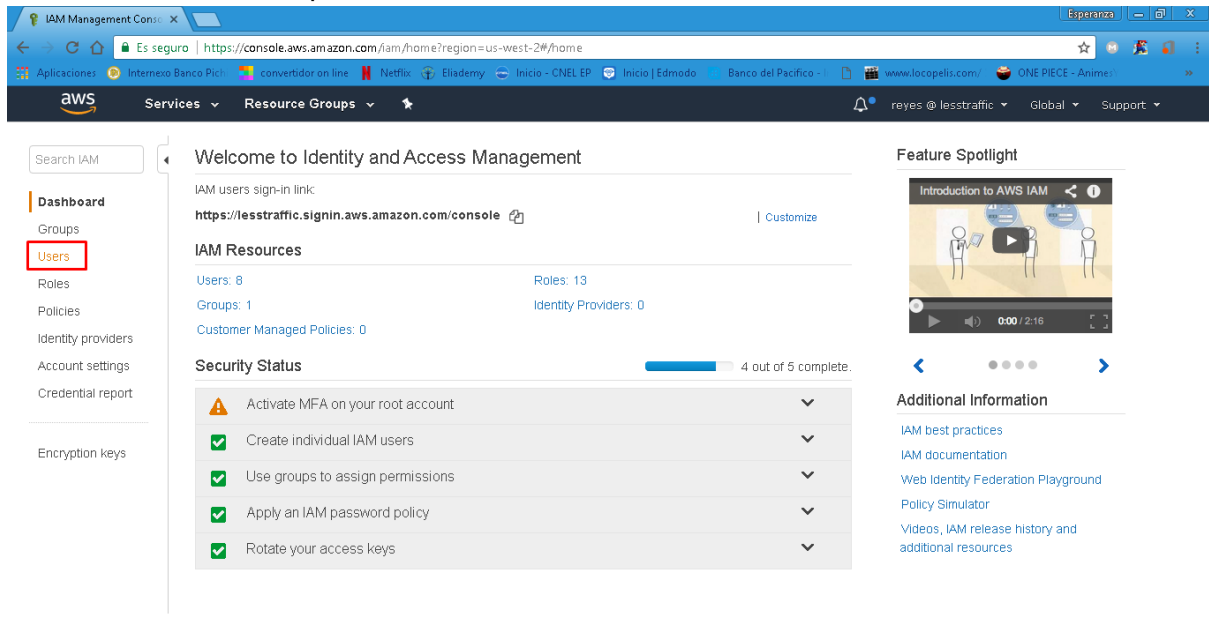 IAM Management Conso
Esperanza
Es seguro | https://console.aws.amazon.com/iam/home?region=us-west-2#/home
Aplicaciones Internexo Banco Pich convertidor on line Netflix Eliademy Inicio - CNEL EP Inicio | Edmodo Banco del Pacifico - www.locopelis.com/ ONE PIECE - Animes
aws Services Resource Groups reyes @ lesstraffic Global Support
Search IAM
Dashboard
Groups
Users
Roles
Policies
Identity providers
Account settings
Credential report
Encryption keys
Welcome to Identity and Access Management
IAM users sign-in link:
https://lesstraffic.signin.aws.amazon.com/console | Customize
IAM Resources
Users: 8 Roles: 13
Groups: 1 Identity Providers: 0
Customer Managed Policies: 0
Security Status 4 out of 5 complete.
Activate MFA on your root account
Create individual IAM users
Use groups to assign permissions
Apply an IAM password policy
Rotate your access keys
Feature Spotlight
Introduction to AWS IAM
0:00 / 2:16
Additional Information
IAM best practices
IAM documentation
Web Identity Federation Playground
Policy Simulator
Videos, IAM release history and
additional resources